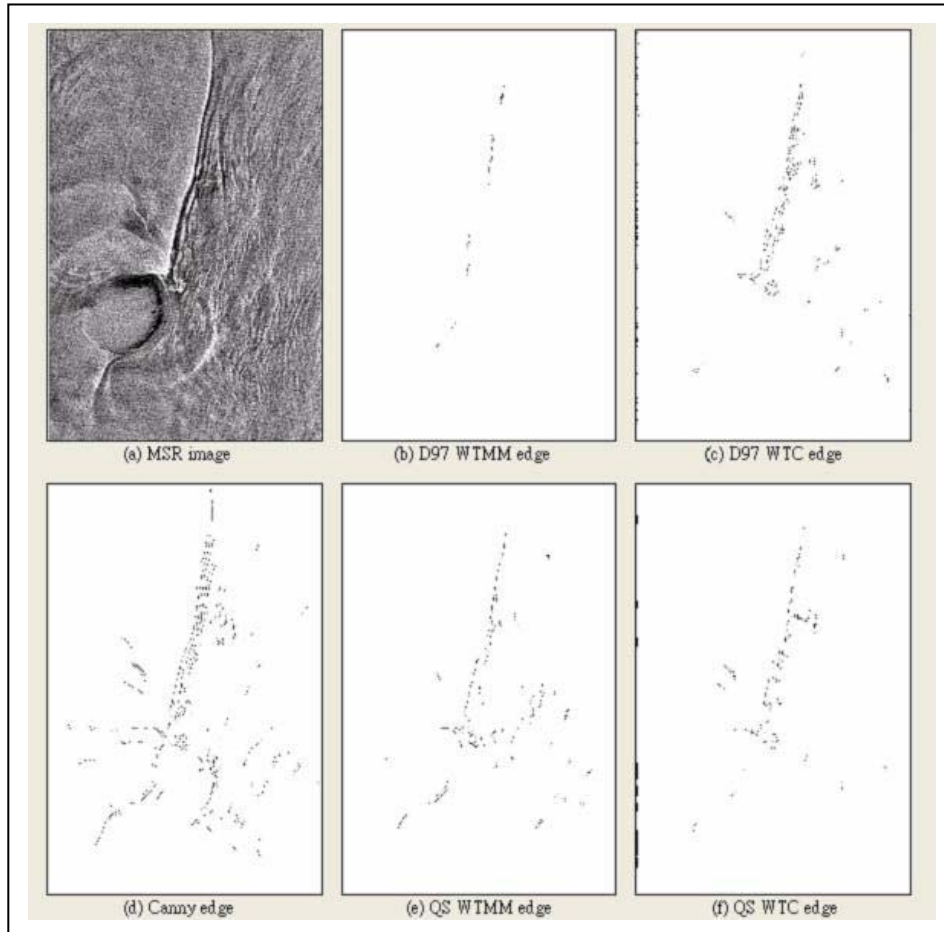 (a) MSR image
(b) D97 WTMM edge
(c) D97 WTC edge
(d) Canny edge
(e) QS WTMM edge
(f) QS WTC edge